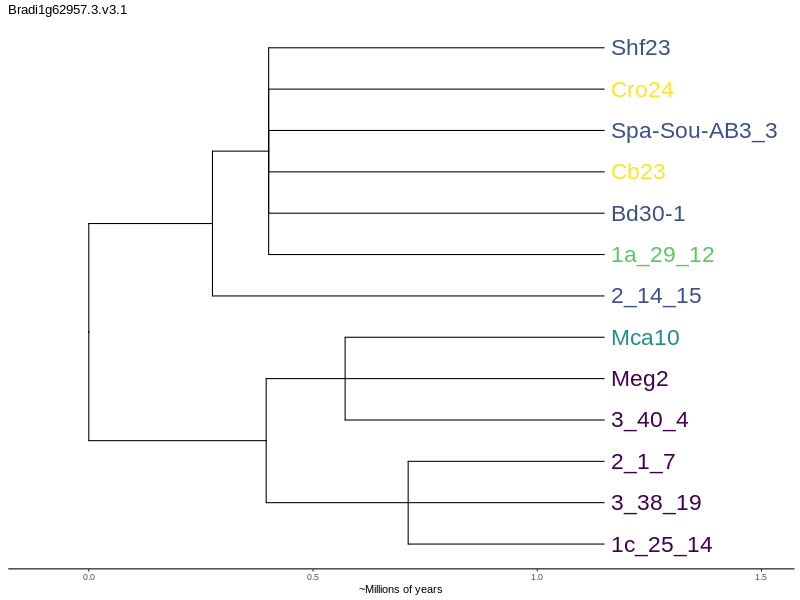 Bradi1g62957.3.v3.1
Shf23
Cro24
Spa-Sou-AB3_3
Cb23
Bd30-1
1a_29_12
2_14_15
Mca10
Meg2
3_40_4
2_1_7
3_38_19
1c_25_14
0.0 0.5 1.0 1.5
~Millions of years